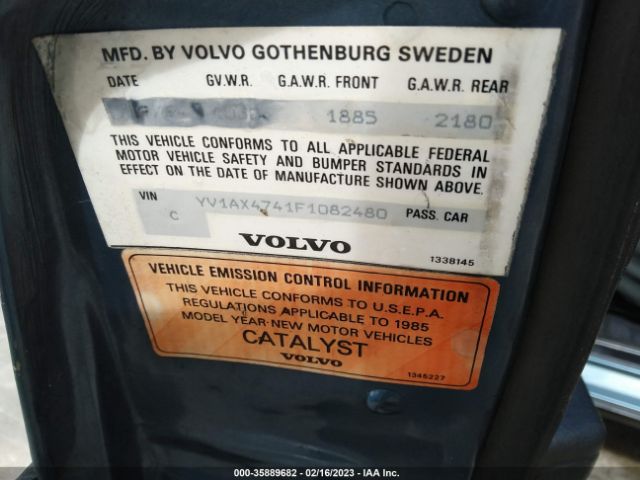 MFD. BY VOLVO GOTHENBURG SWEDEN
DATE G.V.W.R. G.A.W.R. FRONT G.A.W.R. REAR
1885 2180
THIS VEHICLE CONFORMS TO ALL APPLICABLE FEDERAL
MOTOR VEHICLE SAFETY AND BUMPER STANDARDS IN
EFFECT ON THE DATE OF MANUFACTURE SHOWN ABOVE.
VIN
C YV1AX4741F1082480 PASS. CAR
VOLVO
1338145
VEHICLE EMISSION CONTROL INFORMATION
THIS VEHICLE CONFORMS TO U.S.E.P.A.
REGULATIONS APPLICABLE TO 1985
MODEL YEAR·NEW MOTOR VEHICLES
CATALYST
VOLVO
1346227
000-35889682 - 02/16/2023 - IAA Inc.